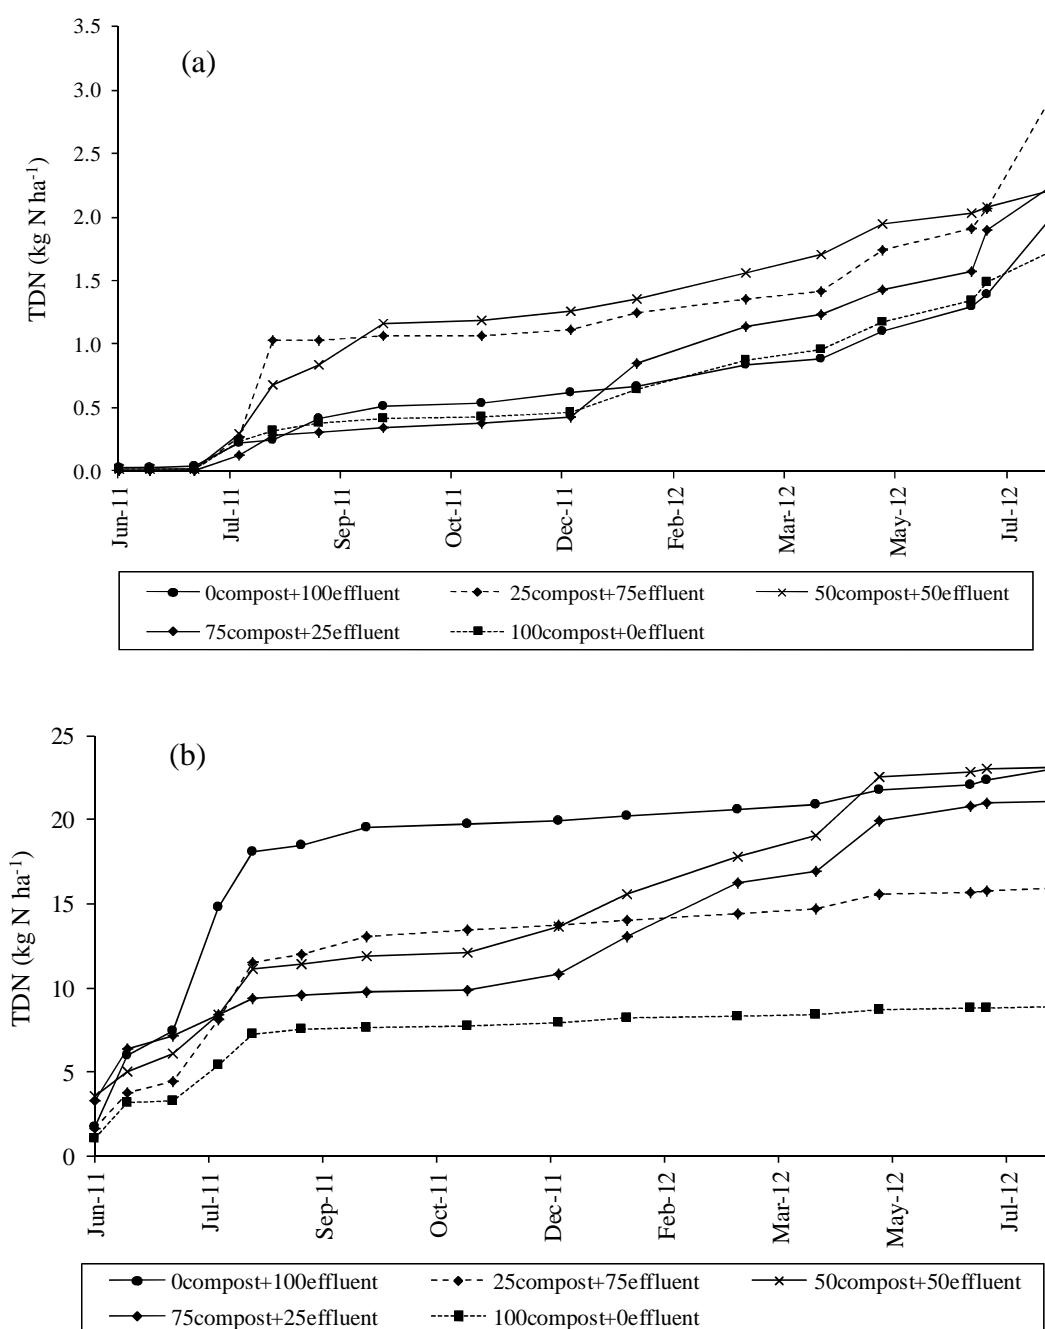 (a)
TDN (kg N ha⁻¹)
3.5
3.0
2.5
2.0
1.5
1.0
0.5
0.0
Jun-11
Jul-11
Sep-11
Oct-11
Dec-11
Feb-12
Mar-12
May-12
Jul-12
0compost+100effluent 25compost+75effluent 50compost+50effluent
75compost+25effluent 100compost+0effluent
(b)
TDN (kg N ha⁻¹)
25
20
15
10
5
0
Jun-11
Jul-11
Sep-11
Oct-11
Dec-11
Feb-12
Mar-12
May-12
Jul-12
0compost+100effluent 25compost+75effluent 50compost+50effluent
75compost+25effluent 100compost+0effluent